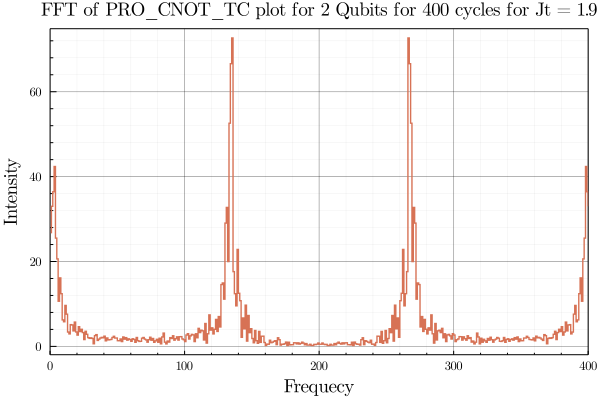 FFT of PRO_CNOT_TC plot for 2 Qubits for 400 cycles for Jt = 1.9
60
40
20
0
Intensity
0 100 200 300 400
Frequecy